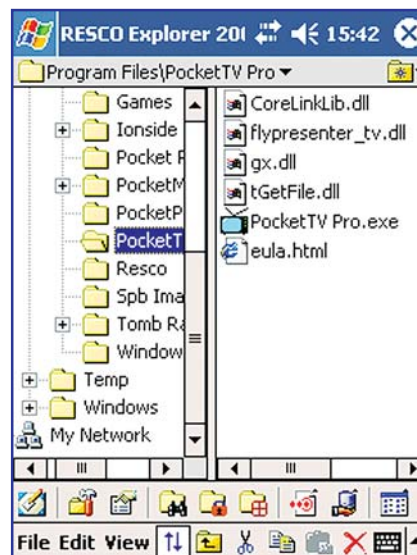 RESCO Explorer 200 15:42
Program Files\PocketTV Pro
Games
Ionside
Pocket P
PocketM
PocketP
PocketT
Resco
Spb Ima
Tomb Ra
Window
Temp
Windows
My Network
CoreLinkLib.dll
flypresenter_tv.dll
gx.dll
tGetFile.dll
PocketTV Pro.exe
eula.html
File Edit View